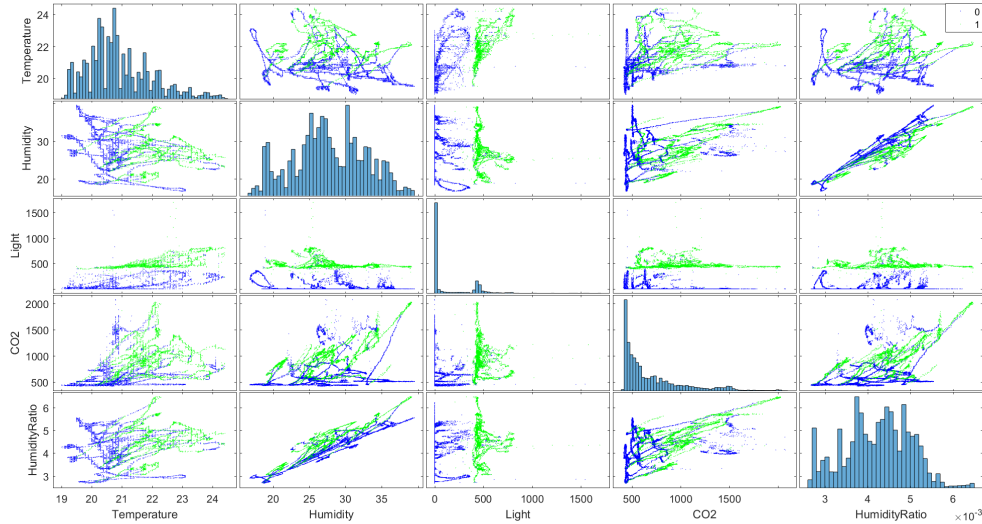 0
1
Temperature
24
22
20
Humidity
30
20
Light
1500
1000
500
0
CO2
2000
1500
1000
500
HumidityRatio
6
5
4
3
19 20 21 22 23 24
20 25 30 35
0 500 1000 1500
500 1000 1500
3 4 5 6
Temperature Humidity Light CO2 HumidityRatio ×10⁻³